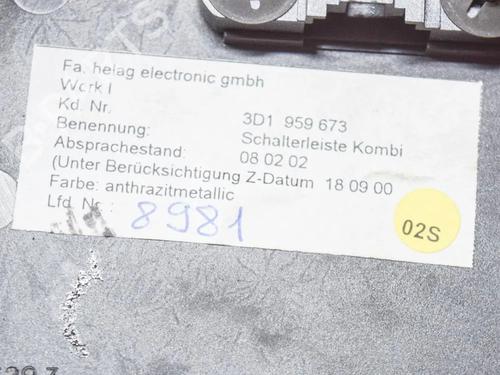 Fa. helag electronic gmbh
Werk I
Kd. Nr. 3D1 959 673
Benennung: Schalterleiste Kombi
Absprachestand: 08 02 02
(Unter Berücksichtigung Z-Datum 18 09 00
Farbe: anthrazitmetallic
Lfd. Nr.: 8981
02S